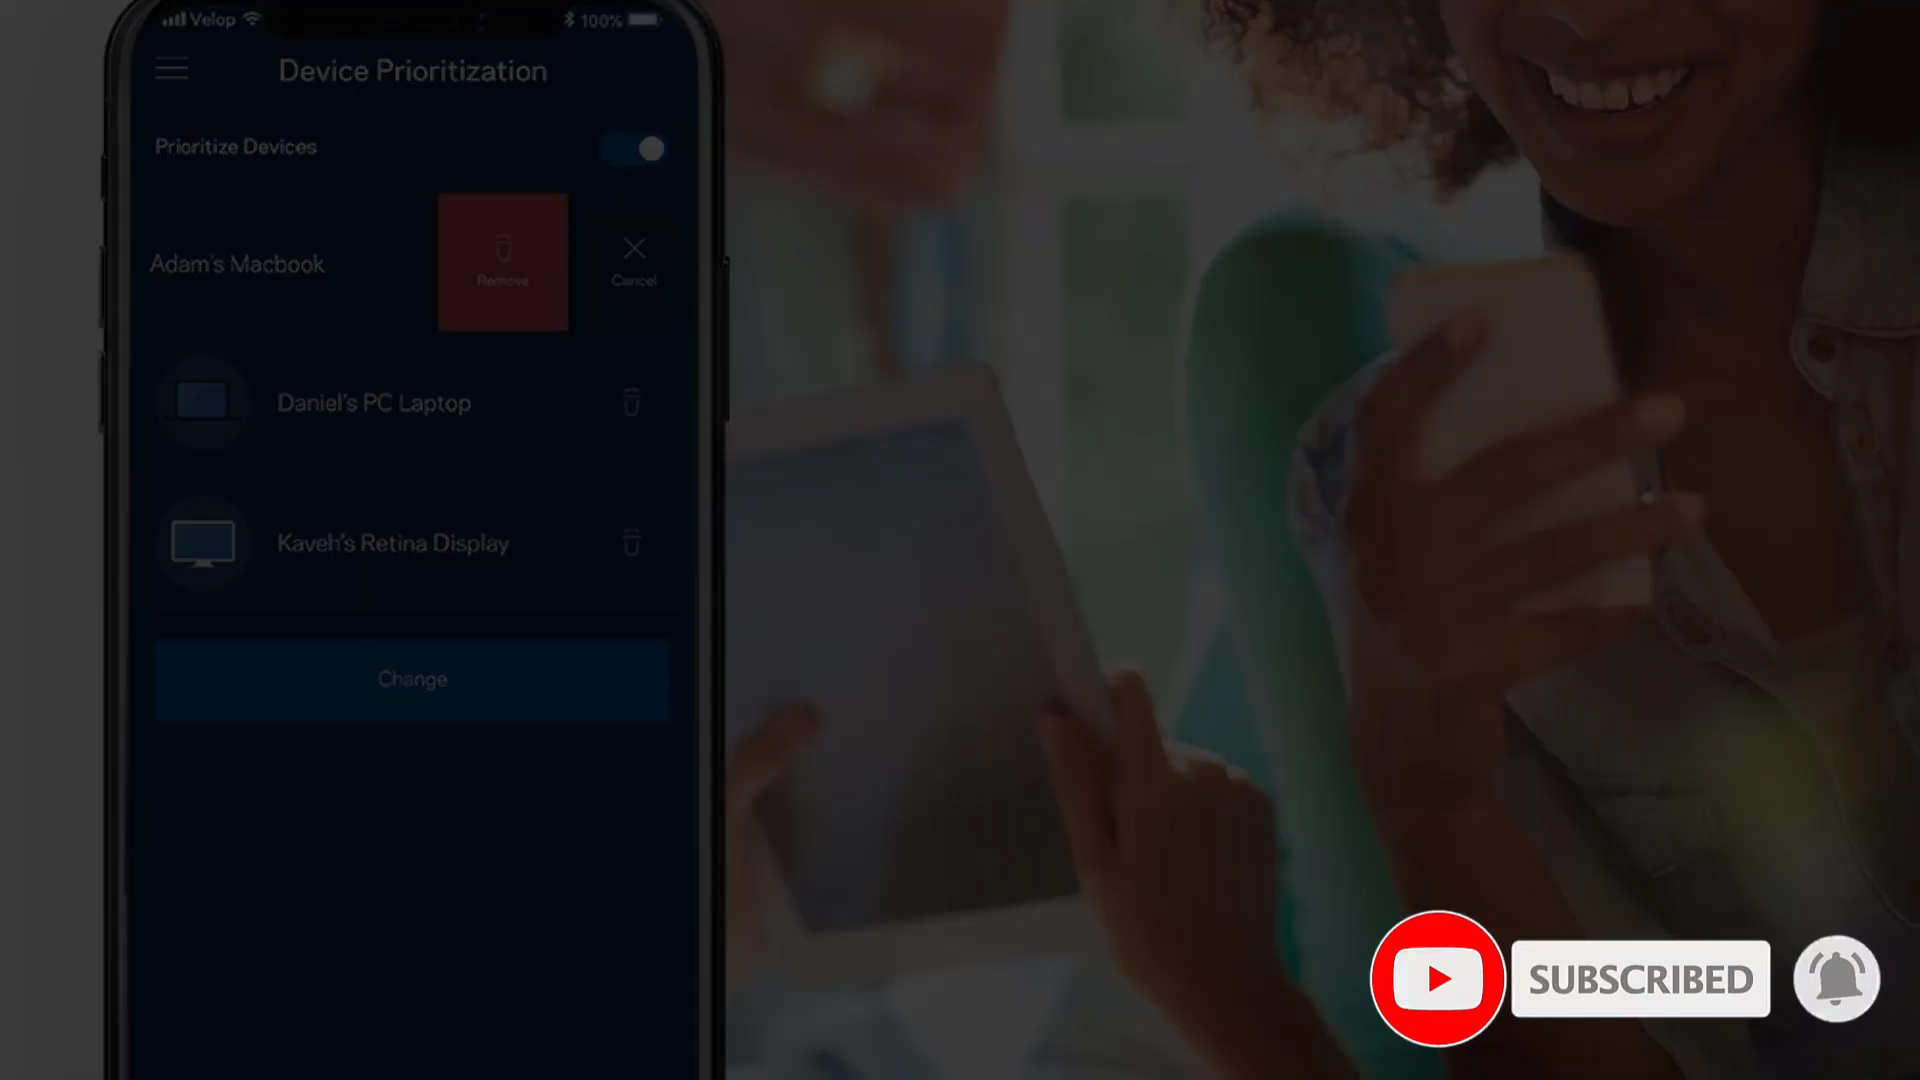 Velop 100%
Device Prioritization
Prioritize Devices
Adam's Macbook
Remove
Cancel
Daniel's PC Laptop
Kaveh's Retina Display
Change
SUBSCRIBED